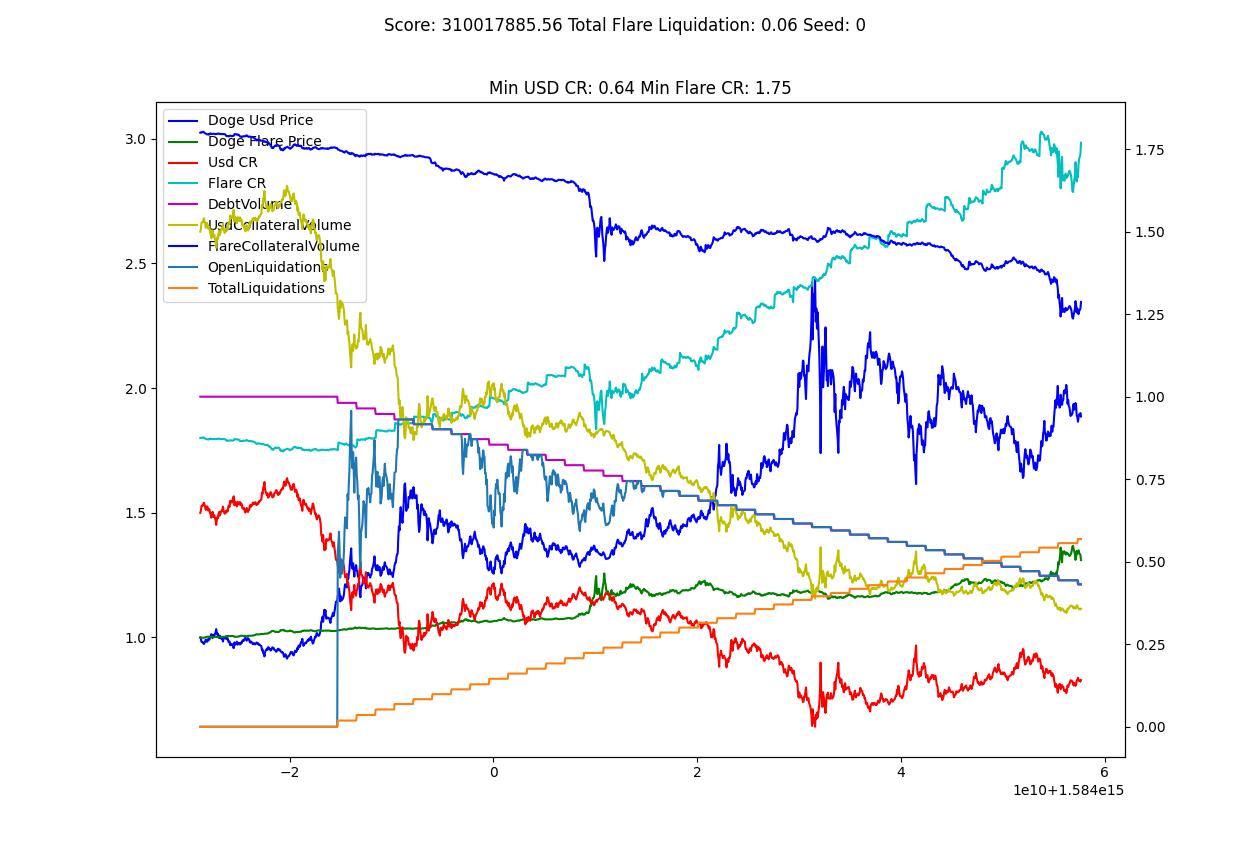 Score: 310017885.56 Total Flare Liquidation: 0.06 Seed: 0
Min USD CR: 0.64 Min Flare CR: 1.75
Doge Usd Price
Doge Flare Price
Usd CR
Flare CR
DebtVolume
UsdCollateralVolume
FlareCollateralVolume
OpenLiquidations
TotalLiquidations
3.0
2.5
2.0
1.5
1.0
1.75
1.50
1.25
1.00
0.75
0.50
0.25
0.00
−2
0
2
4
6
1e10+1.584e15